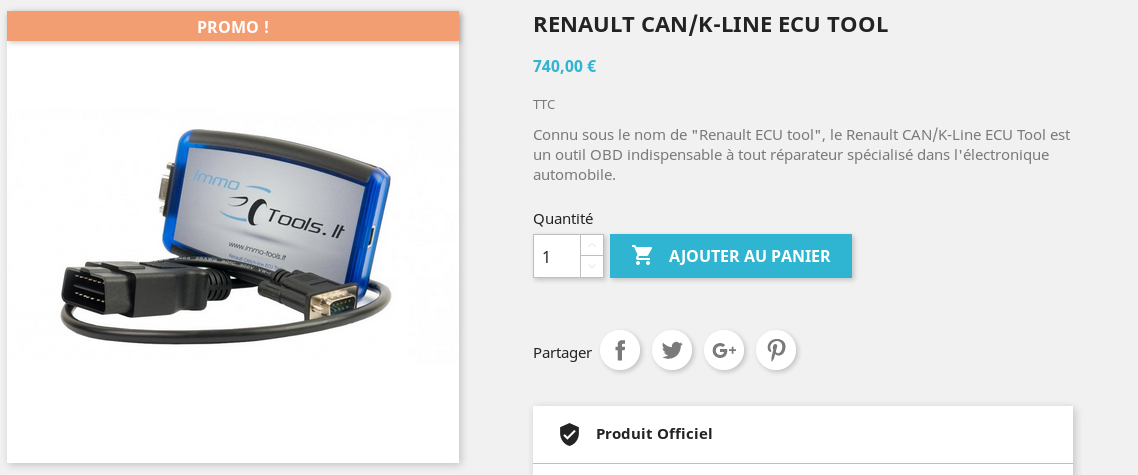 PROMO !
immo
Tools.lt
www.immo-tools.lt
RENAULT CAN/K-LINE ECU TOOL
740,00 €
TTC
Connu sous le nom de "Renault ECU tool", le Renault CAN/K-Line ECU Tool est
un outil OBD indispensable à tout réparateur spécialisé dans l'électronique
automobile.
Quantité
1
AJOUTER AU PANIER
Partager
Produit Officiel